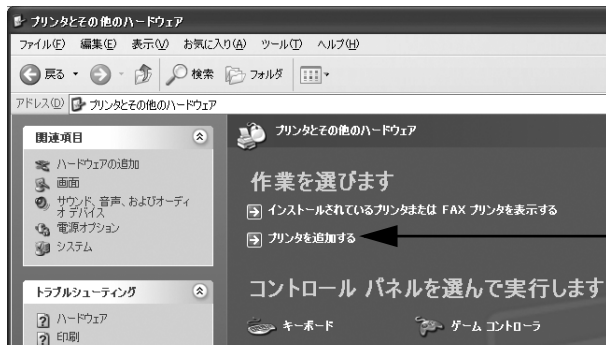 プリンタとその他のハードウェア
ファイル(F) 編集(E) 表示(V) お気に入り(A) ツール(T) ヘルプ(H)
戻る 検索 フォルダ
アドレス(D) プリンタとその他のハードウェア
関連項目
ハードウェアの追加
画面
サウンド、音声、およびオーディ
オ デバイス
電源オプション
システム
トラブルシューティング
ハードウェア
印刷
プリンタとその他のハードウェア
作業を選びます
インストールされているプリンタまたは FAX プリンタを表示する
プリンタを追加する
コントロール パネルを選んで実行します
キーボード
ゲーム コントローラ